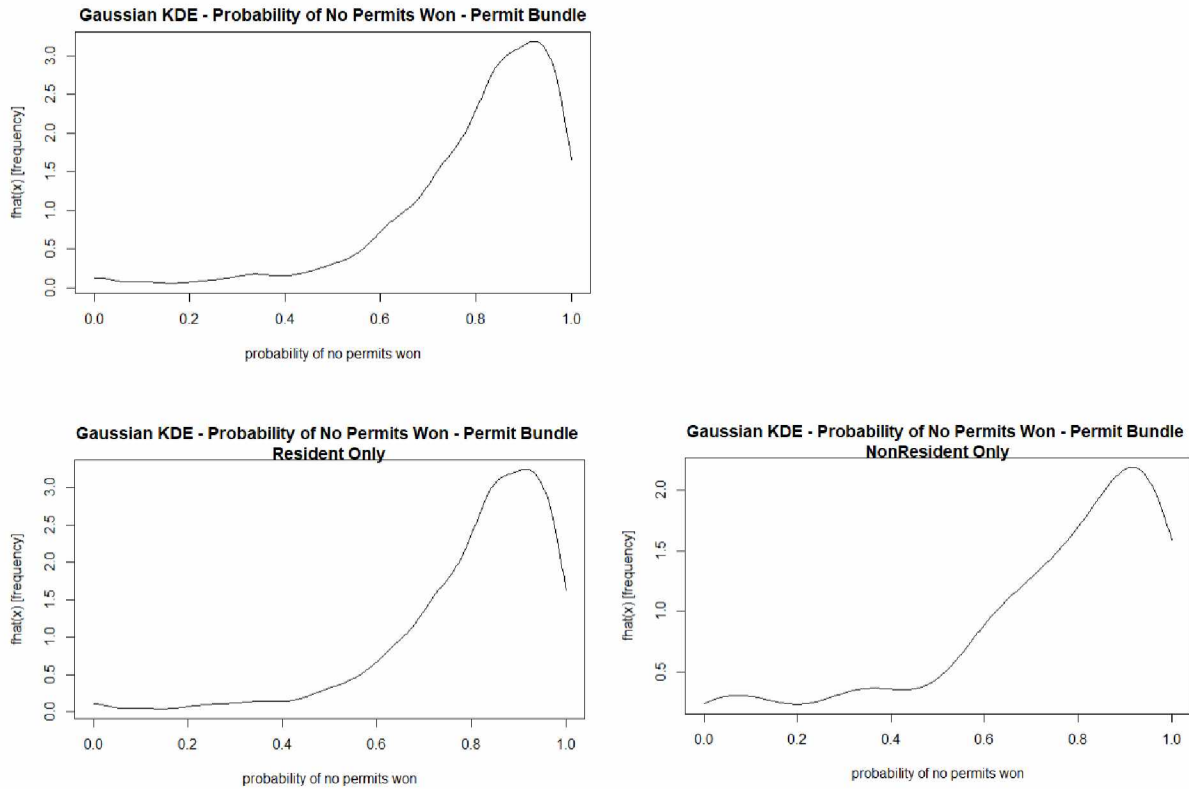 Gaussian KDE - Probability of No Permits Won - Permit Bundle
fhat(x) [frequency]
3.0
2.5
2.0
1.5
1.0
0.5
0.0
0.0 0.2 0.4 0.6 0.8 1.0
probability of no permits won
Gaussian KDE - Probability of No Permits Won - Permit Bundle
Resident Only
fhat(x) [frequency]
3.0
2.5
2.0
1.5
1.0
0.5
0.0
0.0 0.2 0.4 0.6 0.8 1.0
probability of no permits won
Gaussian KDE - Probability of No Permits Won - Permit Bundle
NonResident Only
fhat(x) [frequency]
2.0
1.5
1.0
0.5
0.0 0.2 0.4 0.6 0.8 1.0
probability of no permits won